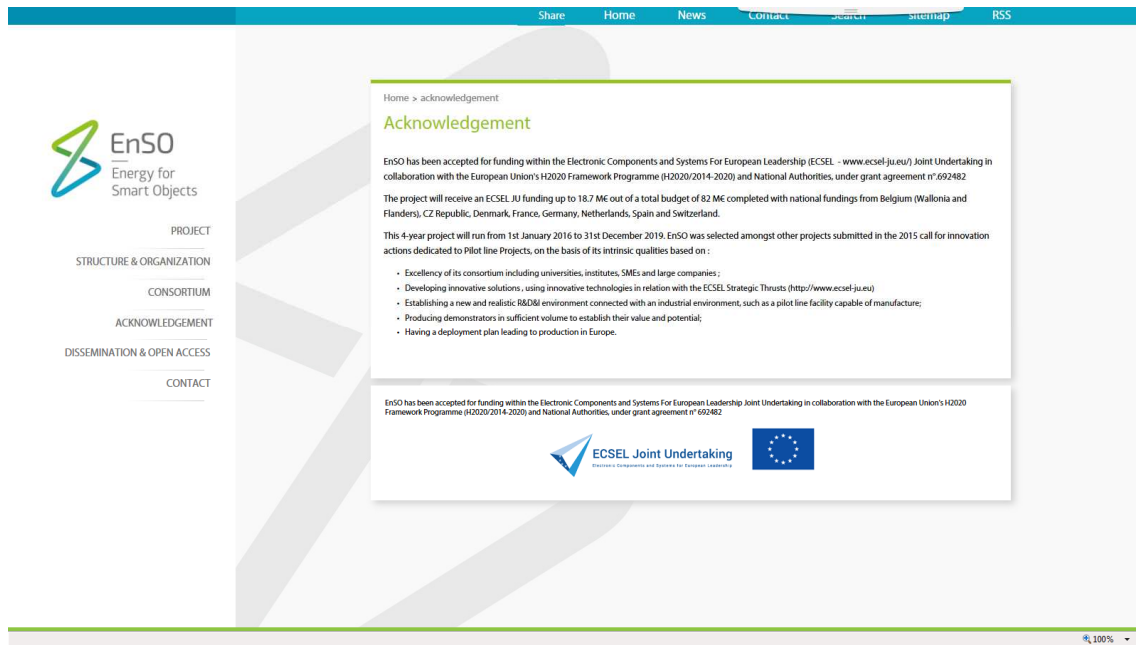 Share Home News Contact Search sitemap RSS
EnSO
Energy for
Smart Objects
PROJECT
STRUCTURE & ORGANIZATION
CONSORTIUM
ACKNOWLEDGEMENT
DISSEMINATION & OPEN ACCESS
CONTACT
Home > acknowledgement
Acknowledgement
EnSO has been accepted for funding within the Electronic Components and Systems For European Leadership (ECSEL - www.ecsel-ju.eu/) Joint Undertaking in
collaboration with the European Union's H2020 Framework Programme (H2020/2014-2020) and National Authorities, under grant agreement n°.692482
The project will receive an ECSEL JU funding up to 18.7 M€ out of a total budget of 82 M€ completed with national fundings from Belgium (Wallonia and
Flanders), CZ Republic, Denmark, France, Germany, Netherlands, Spain and Switzerland.
This 4-year project will run from 1st January 2016 to 31st December 2019. EnSO was selected amongst other projects submitted in the 2015 call for innovation
actions dedicated to Pilot line Projects, on the basis of its intrinsic qualities based on :
• Excellency of its consortium including universities, institutes, SMEs and large companies ;
• Developing innovative solutions , using innovative technologies in relation with the ECSEL Strategic Thrusts (http://www.ecsel-ju.eu)
• Establishing a new and realistic R&D&I environment connected with an industrial environment, such as a pilot line facility capable of manufacture;
• Producing demonstrators in sufficient volume to establish their value and potential;
• Having a deployment plan leading to production in Europe.
EnSO has been accepted for funding within the Electronic Components and Systems For European Leadership Joint Undertaking in collaboration with the European Union's H2020
Framework Programme (H2020/2014-2020) and National Authorities, under grant agreement n° 692482
ECSEL Joint Undertaking
Electronic Components and Systems for European Leadership
100%